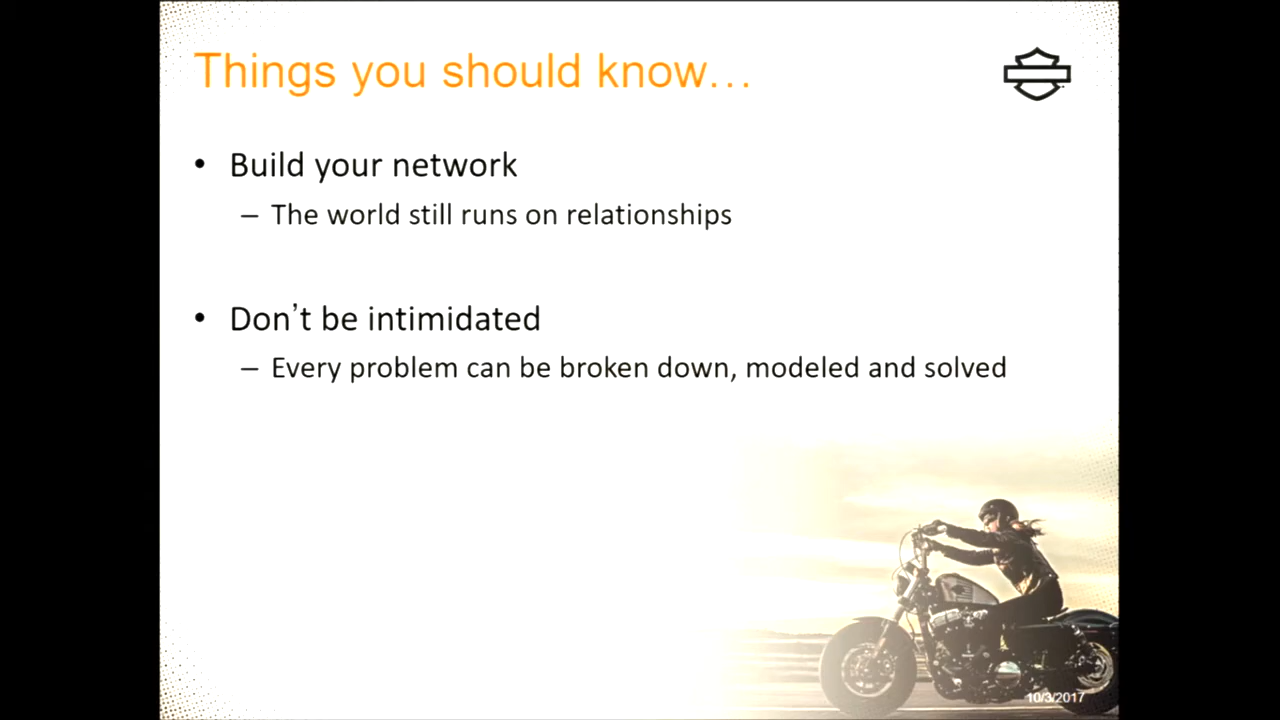 Things you should know…
• Build your network
– The world still runs on relationships
• Don’t be intimidated
– Every problem can be broken down, modeled and solved
10/3/2017